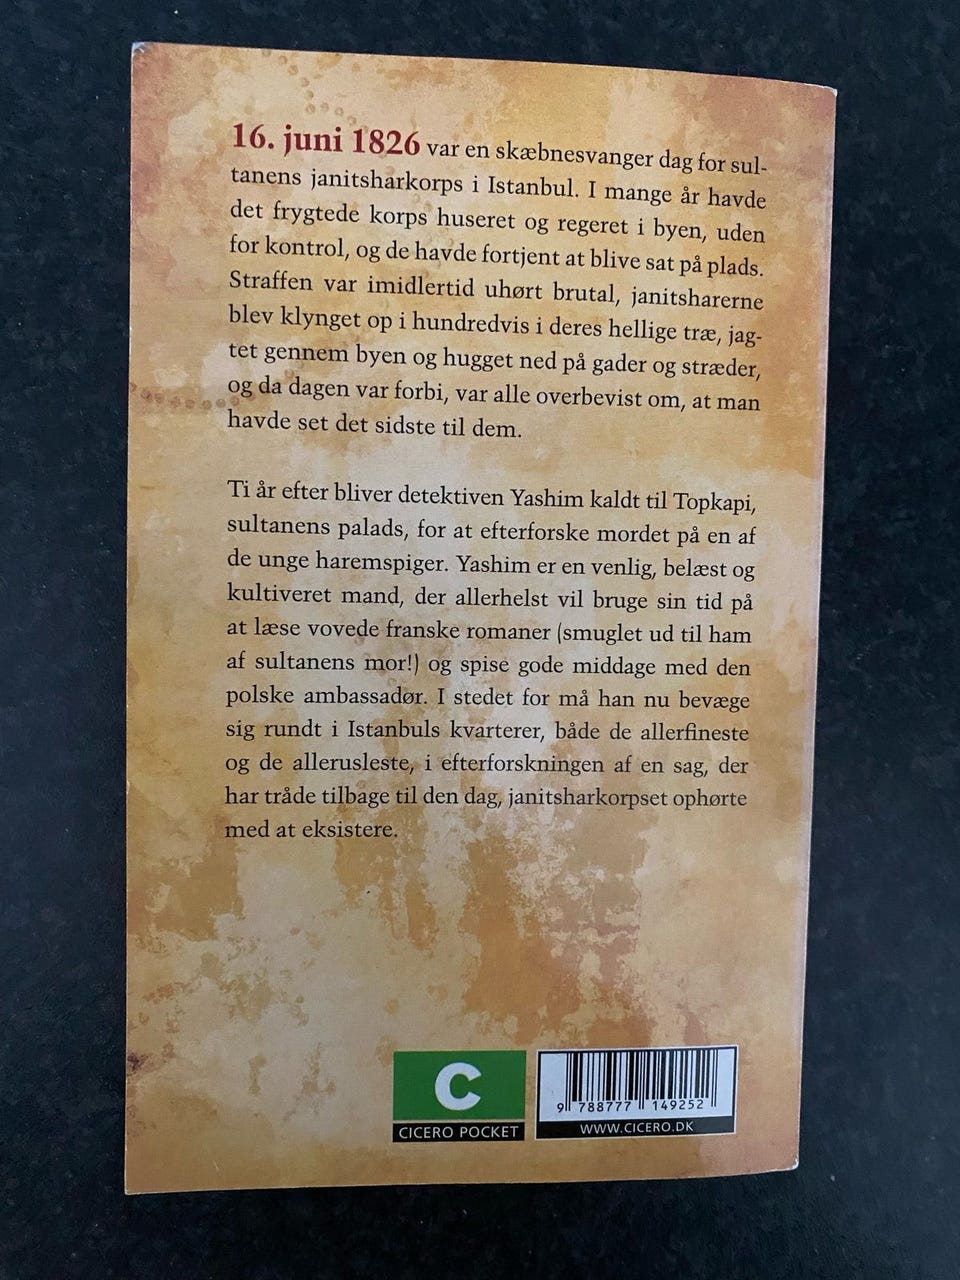 16. juni 1826 var en skæbnesvanger dag for sul-
tanens janitsharkorps i Istanbul. I mange år havde
det frygtede korps huseret og regeret i byen, uden
for kontrol, og de havde fortjent at blive sat på plads.
Straffen var imidlertid uhørt brutal, janitsharerne
blev klynget op i hundredvis i deres hellige træ, jag-
tet gennem byen og hugget ned på gader og stræder,
og da dagen var forbi, var alle overbevist om, at man
havde set det sidste til dem.
Ti år efter bliver detektiven Yashim kaldt til Topkapi,
sultanens palads, for at efterforske mordet på en af
de unge haremspiger. Yashim er en venlig, belæst og
kultiveret mand, der allerhelst vil bruge sin tid på
at læse vovede franske romaner (smuglet ud til ham
af sultanens mor!) og spise gode middage med den
polske ambassadør. I stedet for må han nu bevæge
sig rundt i Istanbuls kvarterer, både de allerfineste
og de allerusleste, i efterforskningen af en sag, der
har tråde tilbage til den dag, janitsharkorpset ophørte
med at eksistere.
C
CICERO POCKET
9 788777 149252
WWW.CICERO.DK